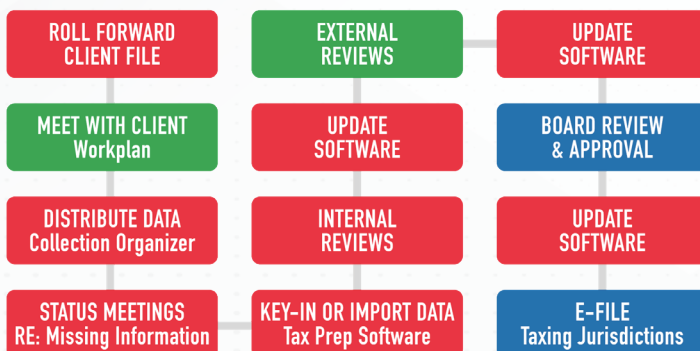 ROLL FORWARD
CLIENT FILE
MEET WITH CLIENT
Workplan
DISTRIBUTE DATA
Collection Organizer
STATUS MEETINGS
RE: Missing Information
KEY-IN OR IMPORT DATA
Tax Prep Software
INTERNAL
REVIEWS
UPDATE
SOFTWARE
EXTERNAL
REVIEWS
UPDATE
SOFTWARE
BOARD REVIEW
& APPROVAL
UPDATE
SOFTWARE
E-FILE
Taxing Jurisdictions